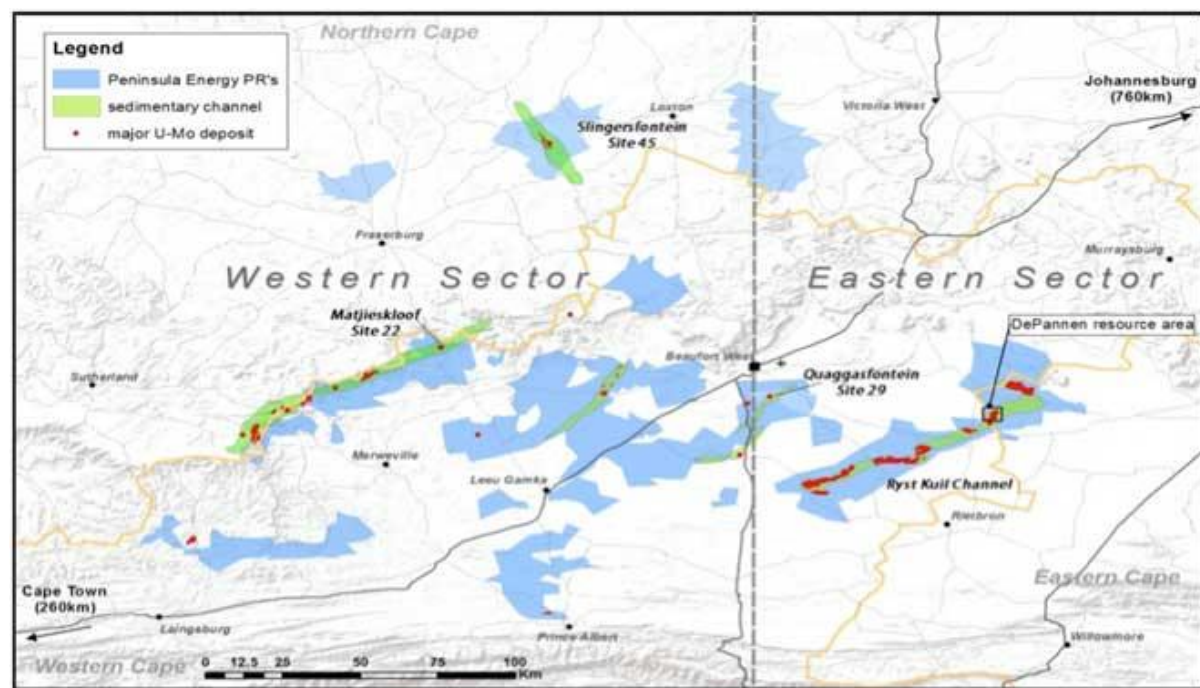 Northern Cape
Legend
Peninsula Energy PR's
sedimentary channel
major U-Mo deposit
Johannesburg
(760km)
Loxton
Victoria West
Slingersfontein
Site 45
Fraserburg
Murraysburg
Western Sector
Eastern Sector
Matjieskloof
Site 22
DePannen resource area
Beaufort West
Sutherland
Quaggasfontein
Site 29
Merweville
Leeu Gamka
Ryst Kuil Channel
Rietbron
Eastern Cape
Cape Town
(260km)
Laingsburg
Prince Albert
Willowmore
Western Cape
0 12.5 25 50 75 100
Km